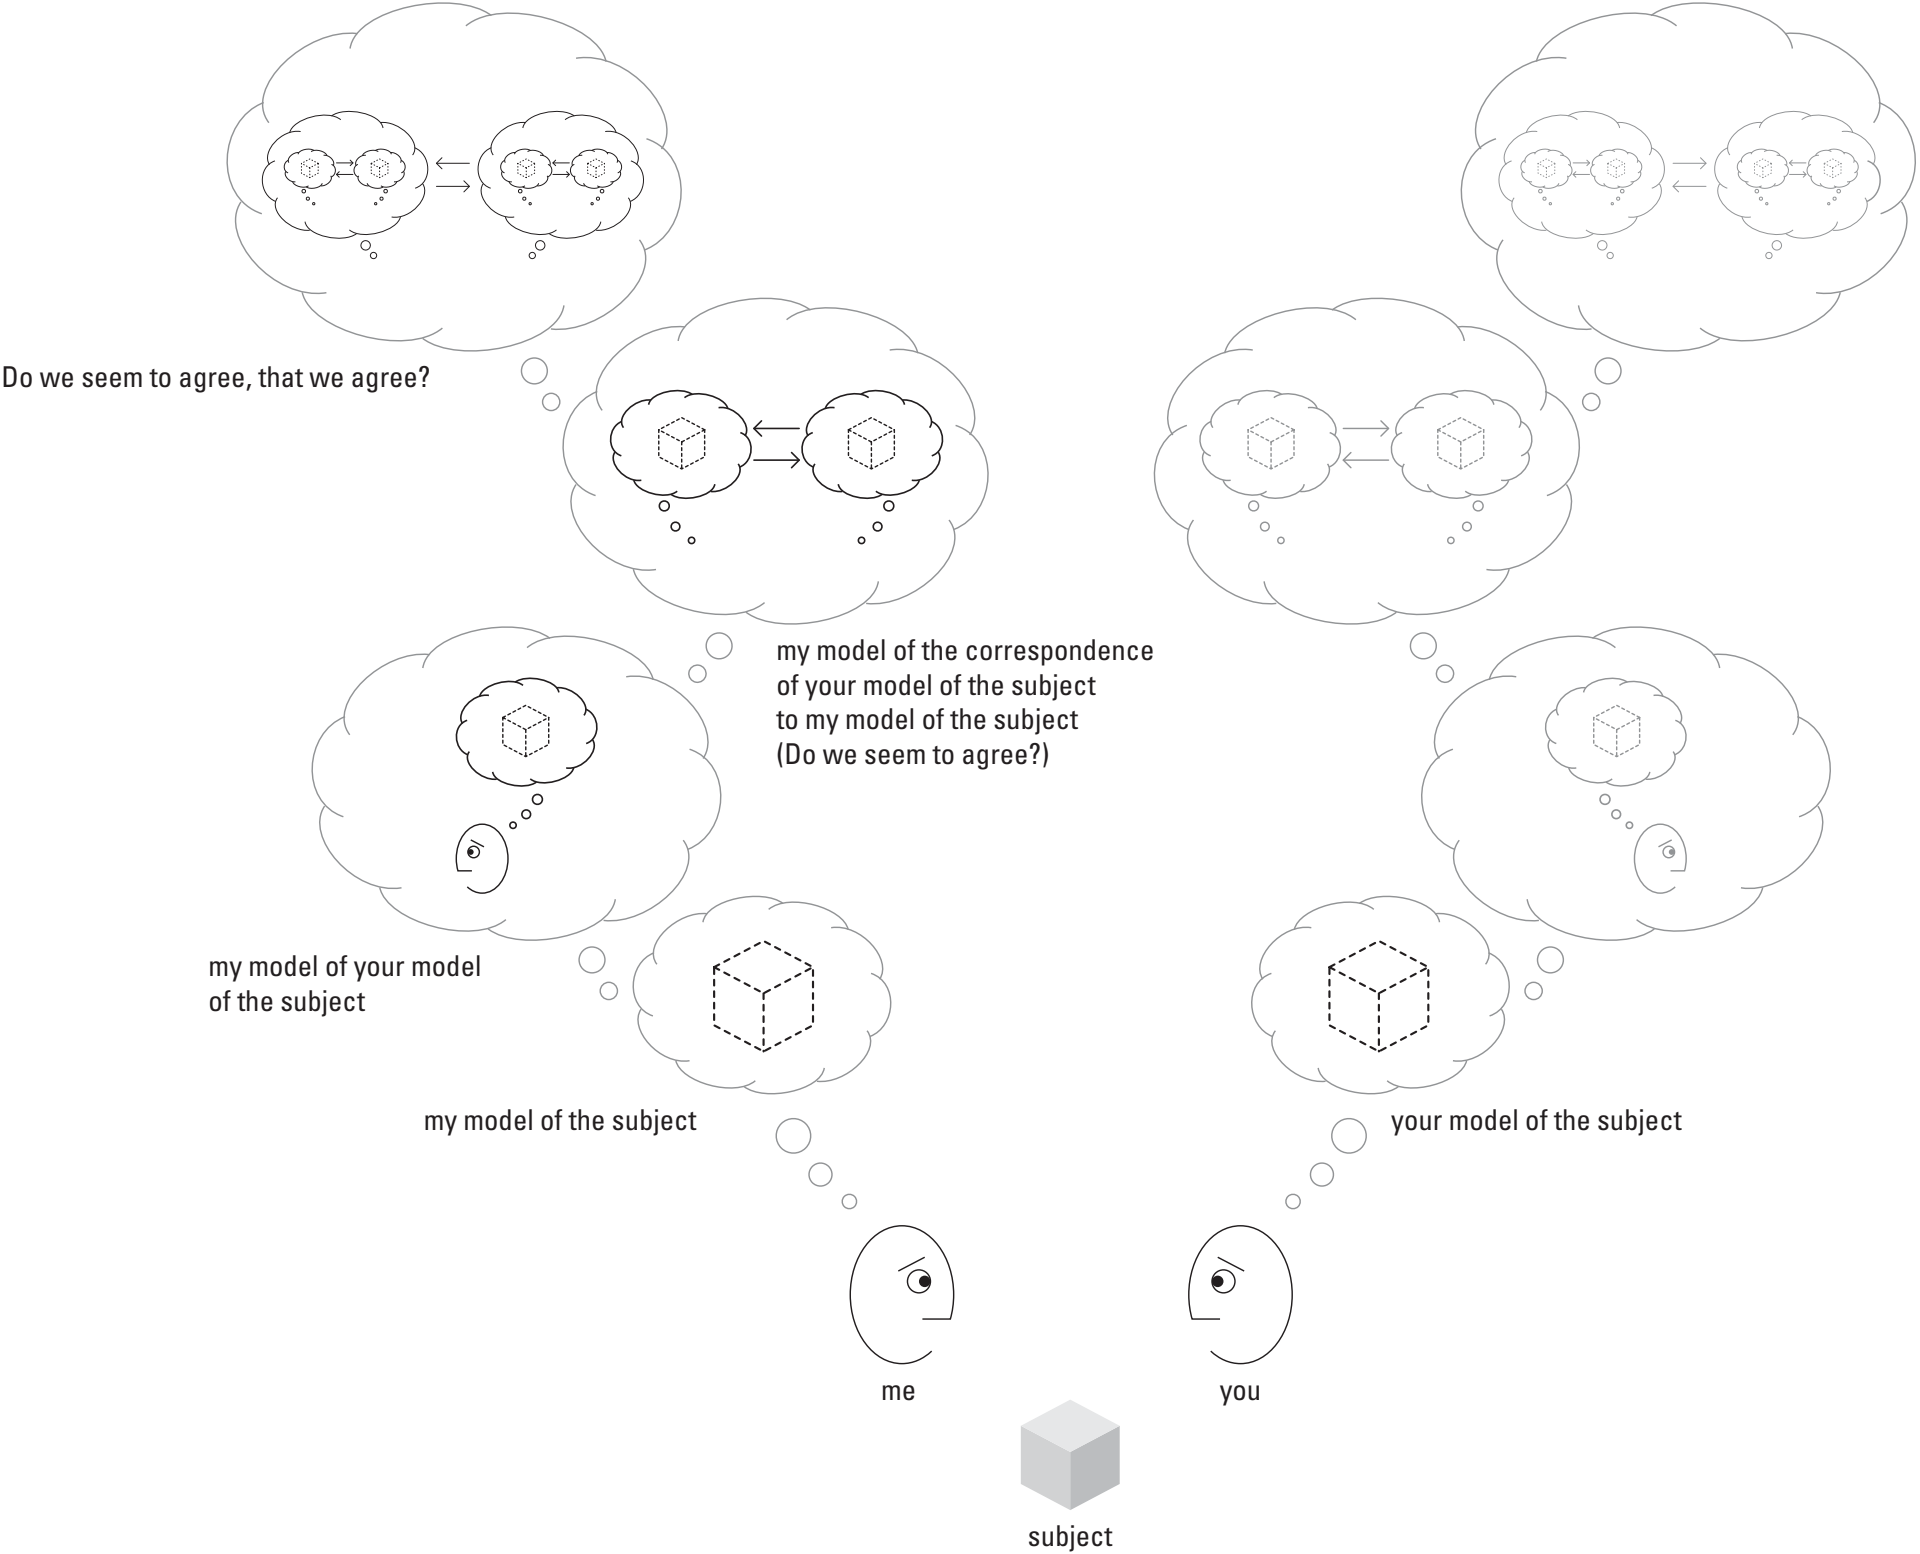 Do we seem to agree, that we agree?
my model of the correspondence
of your model of the subject
to my model of the subject
(Do we seem to agree?)
my model of your model
of the subject
my model of the subject
your model of the subject
me
you
subject